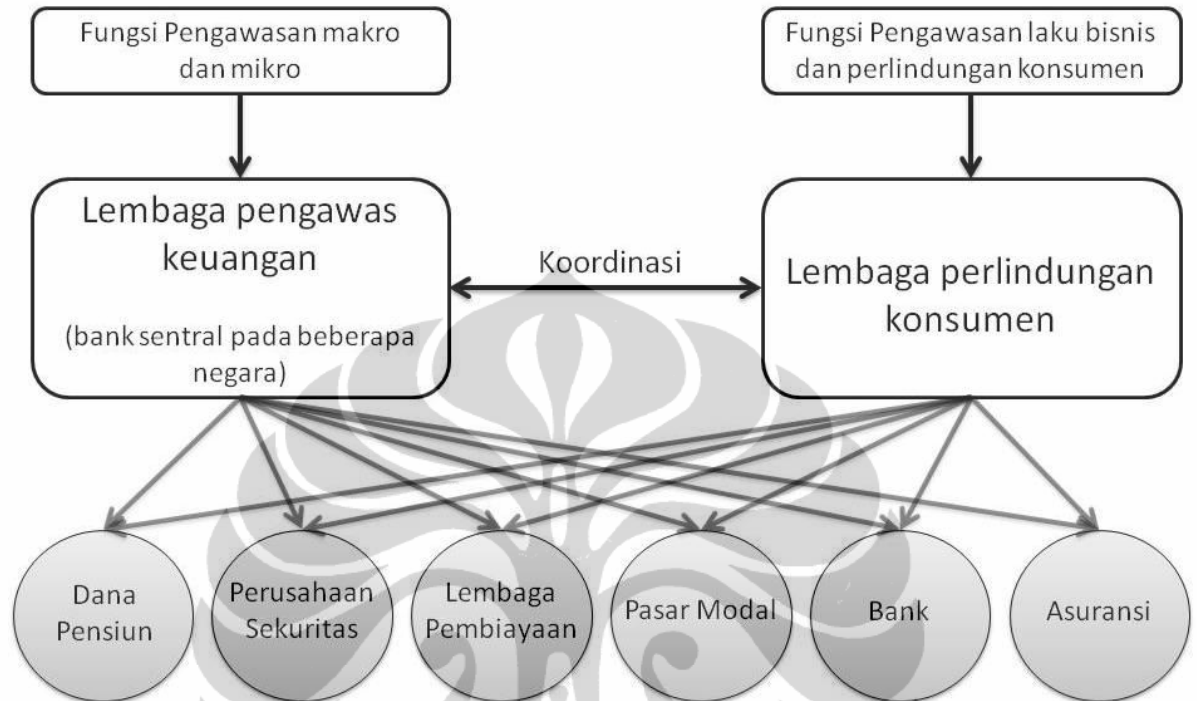 Fungsi Pengawasan makro
dan mikro
Fungsi Pengawasan laku bisnis
dan perlindungan konsumen
Lembaga pengawas
keuangan
(bank sentral pada beberapa
negara)
Koordinasi
Lembaga perlindungan
konsumen
Dana
Pensiun
Perusahaan
Sekuritas
Lembaga
Pembiayaan
Pasar Modal
Bank
Asuransi